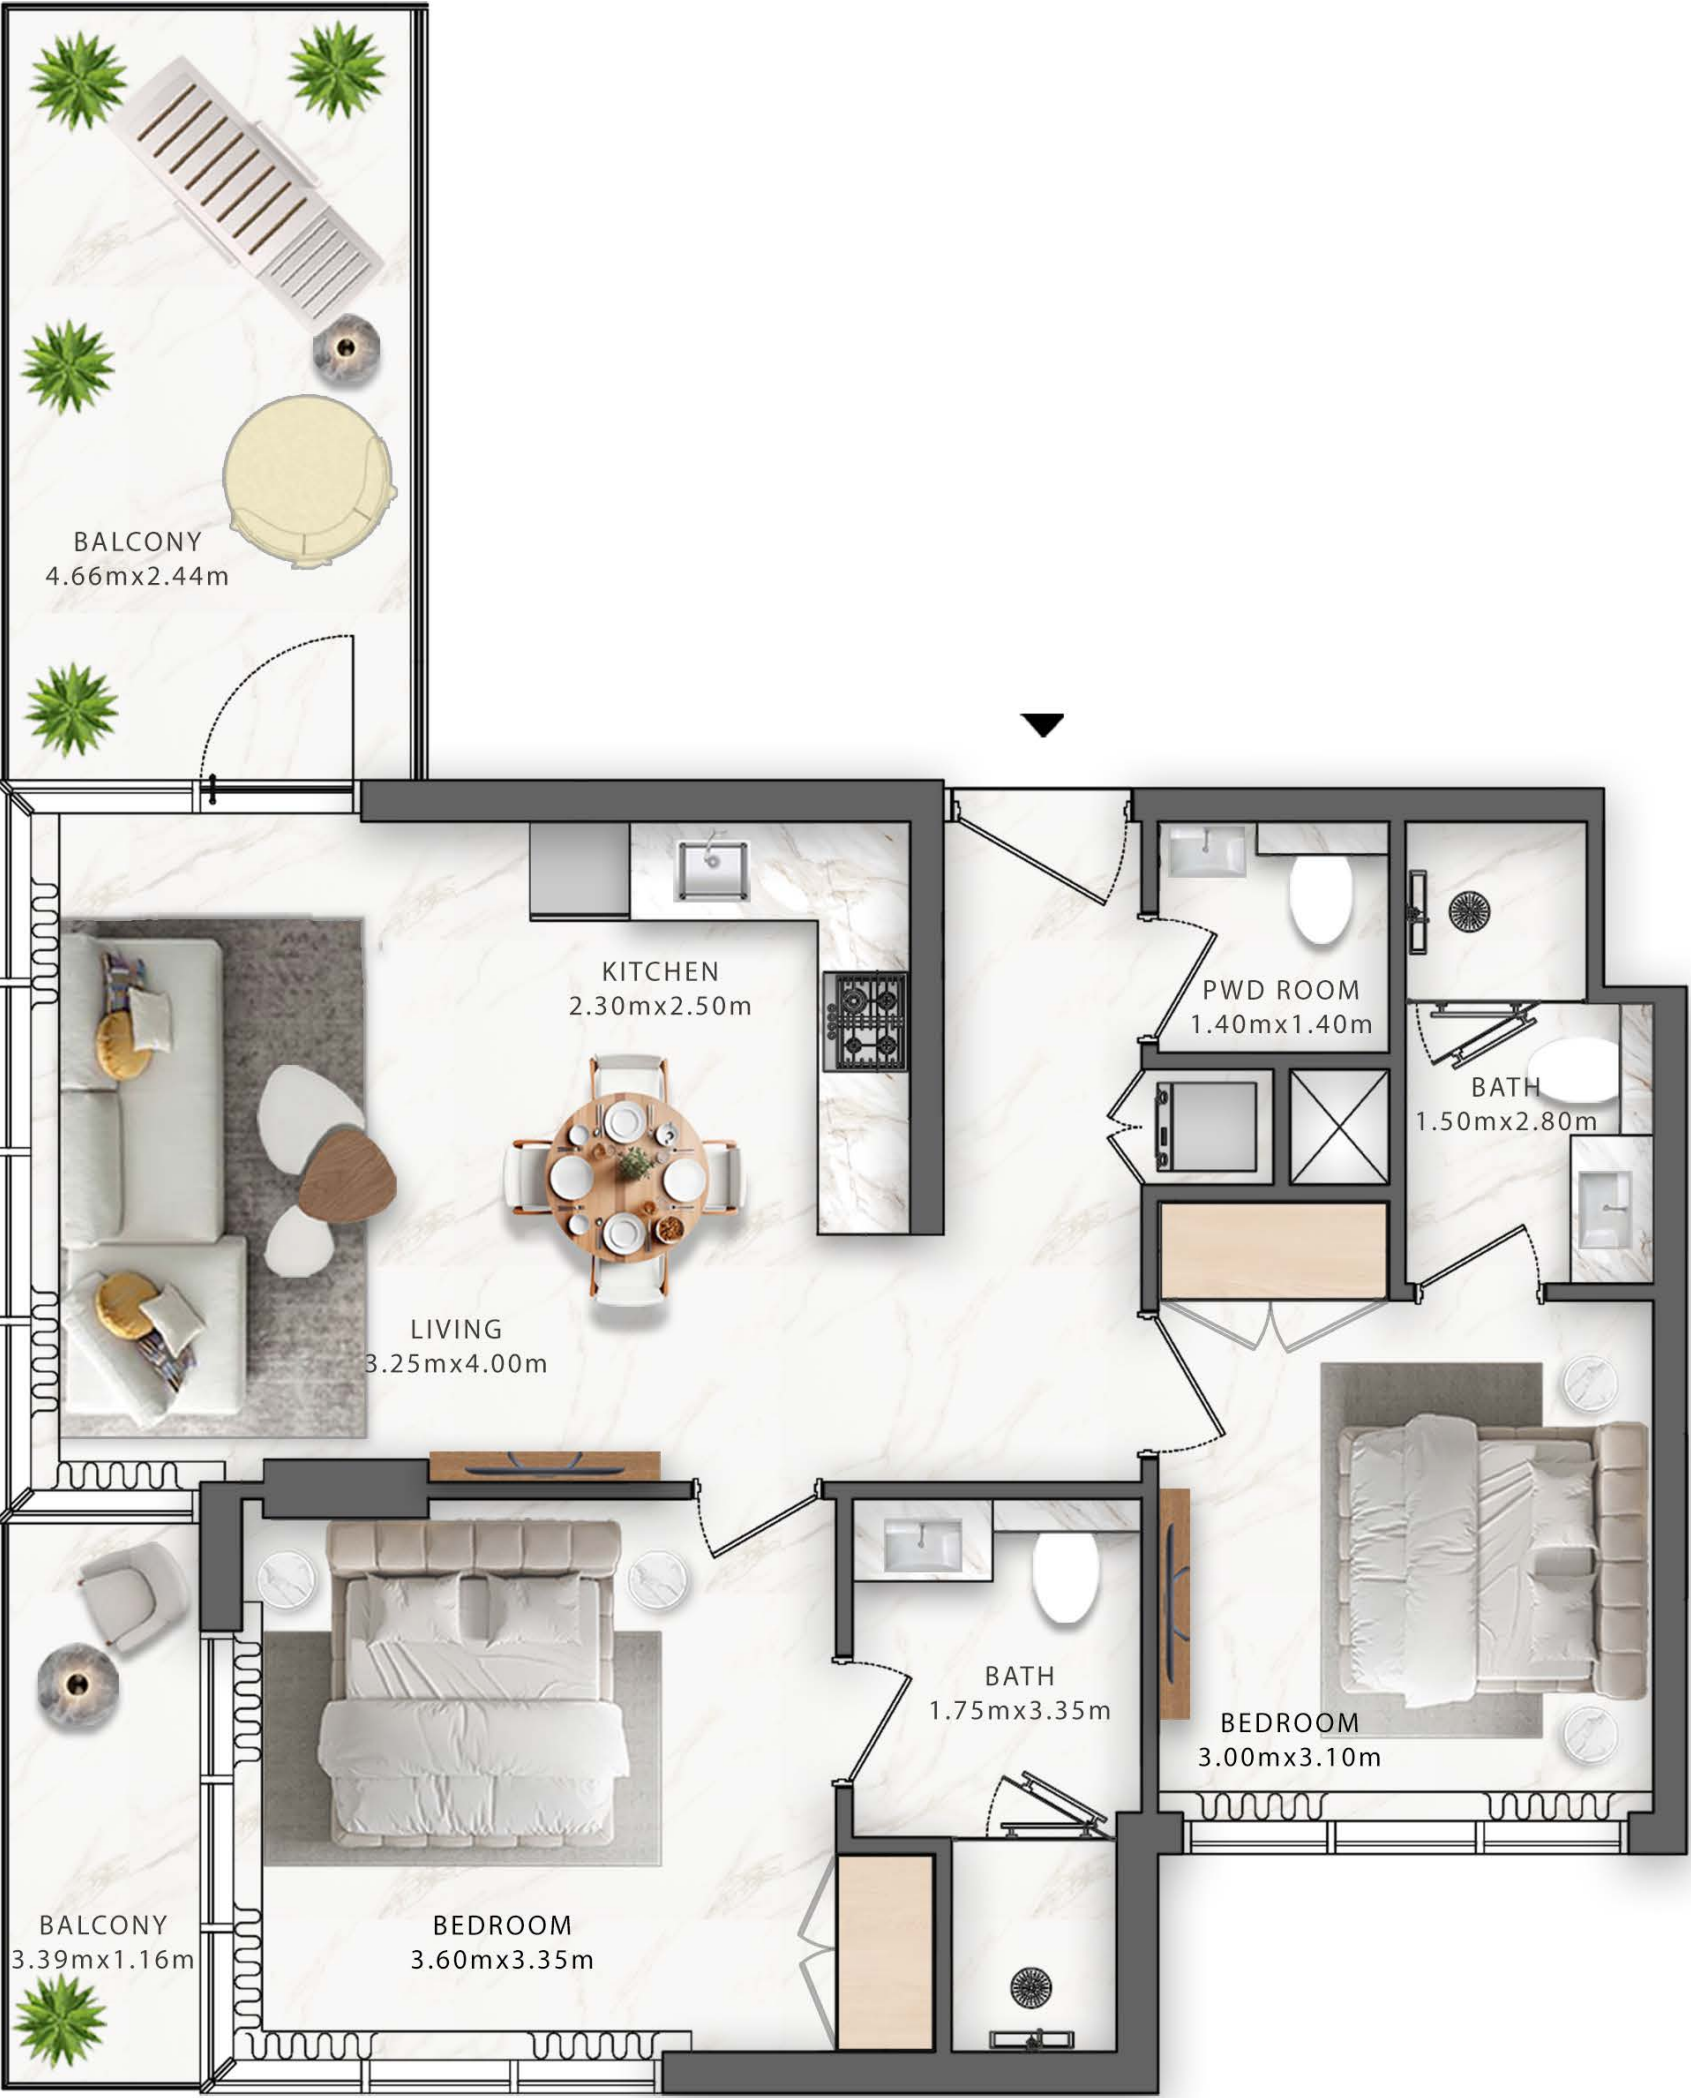 BALCONY
4.66mx2.44m
KITCHEN
2.30mx2.50m
PWD ROOM
1.40mx1.40m
BATH
1.50mx2.80m
LIVING
3.25mx4.00m
BATH
1.75mx3.35m
BEDROOM
3.00mx3.10m
BALCONY
3.39mx1.16m
BEDROOM
3.60mx3.35m